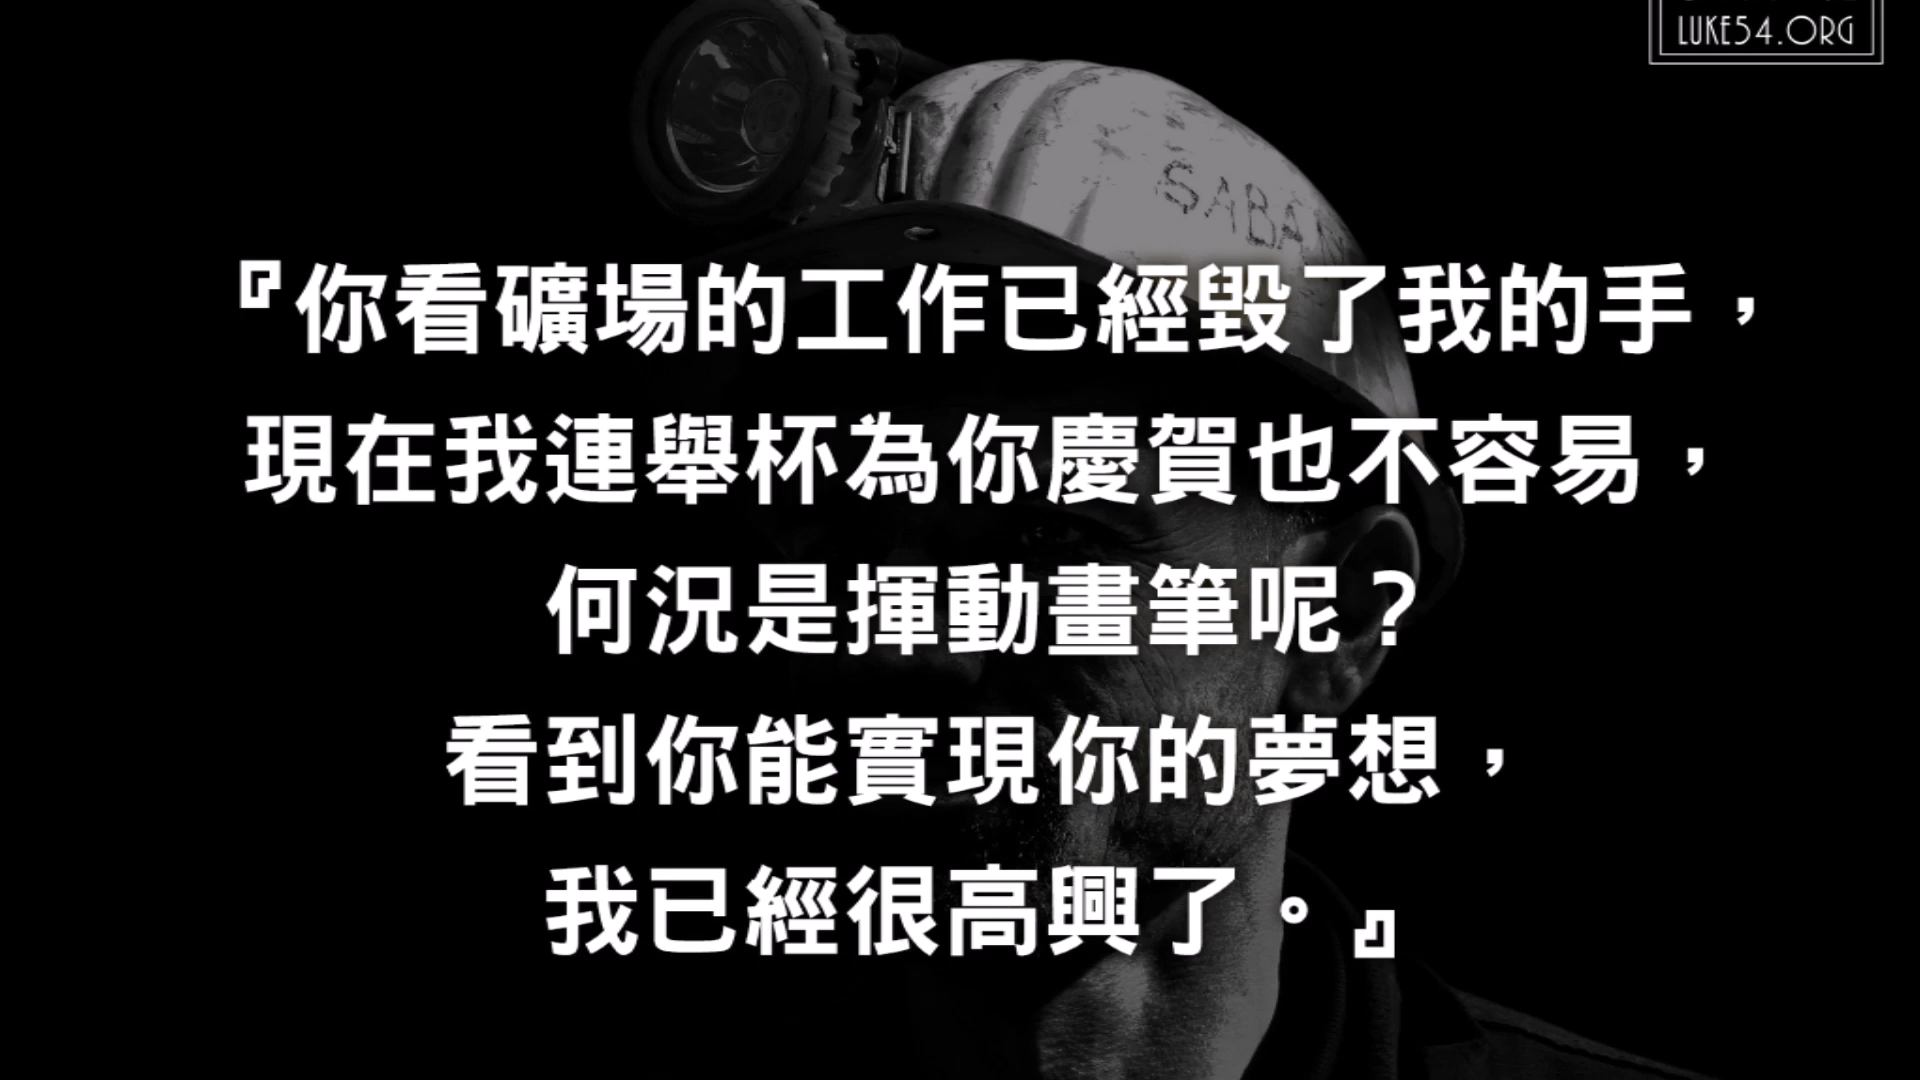 LUKE54.ORG
SABA
『你看礦場的工作已經毀了我的手，
現在我連舉杯為你慶賀也不容易，
何況是揮動畫筆呢？
看到你能實現你的夢想，
我已經很高興了。』